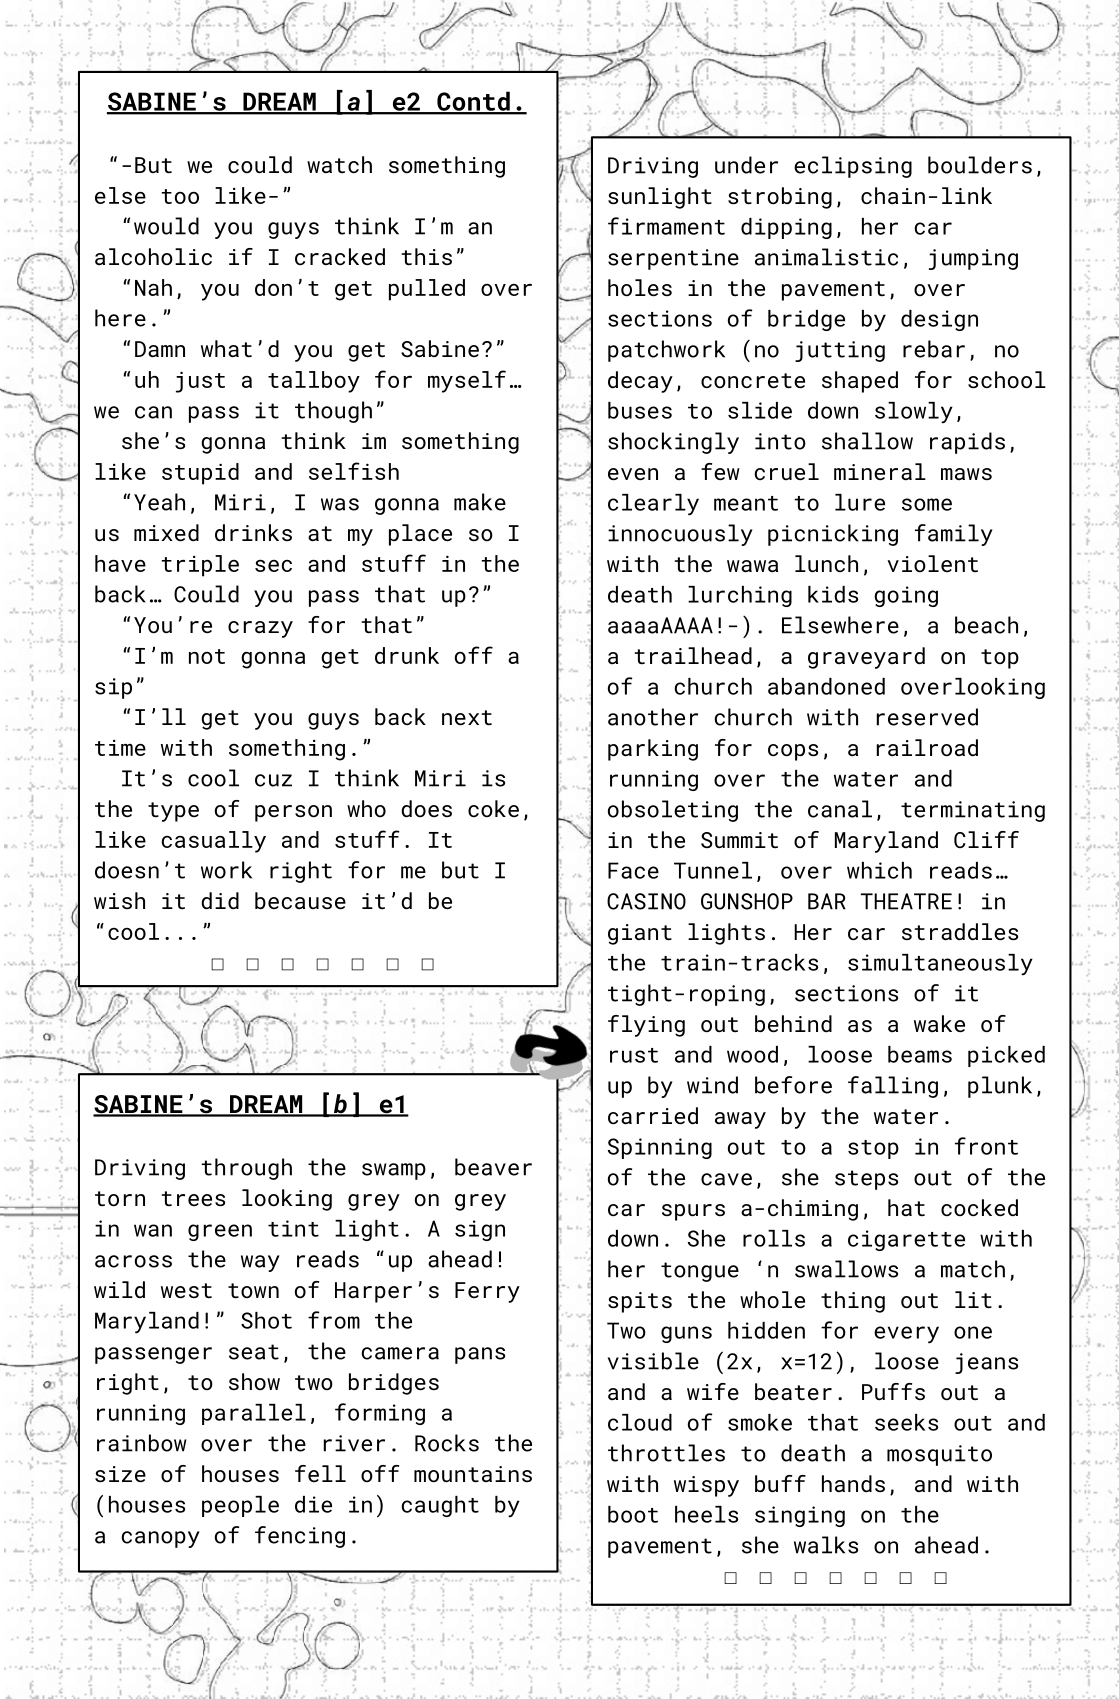 SABINE’s DREAM [a] e2 Contd.
“-But we could watch something
else too like-”
“would you guys think I’m an
alcoholic if I cracked this”
“Nah, you don’t get pulled over
here.”
“Damn what’d you get Sabine?”
“uh just a tallboy for myself…
we can pass it though”
she’s gonna think im something
like stupid and selfish
“Yeah, Miri, I was gonna make
us mixed drinks at my place so I
have triple sec and stuff in the
back… Could you pass that up?”
“You’re crazy for that”
“I’m not gonna get drunk off a
sip”
“I’ll get you guys back next
time with something.”
It’s cool cuz I think Miri is
the type of person who does coke,
like casually and stuff. It
doesn’t work right for me but I
wish it did because it’d be
“cool...”
□ □ □ □ □ □ □
SABINE’s DREAM [b] e1
Driving through the swamp, beaver
torn trees looking grey on grey
in wan green tint light. A sign
across the way reads “up ahead!
wild west town of Harper’s Ferry
Maryland!” Shot from the
passenger seat, the camera pans
right, to show two bridges
running parallel, forming a
rainbow over the river. Rocks the
size of houses fell off mountains
(houses people die in) caught by
a canopy of fencing.
Driving under eclipsing boulders,
sunlight strobing, chain-link
firmament dipping, her car
serpentine animalistic, jumping
holes in the pavement, over
sections of bridge by design
patchwork (no jutting rebar, no
decay, concrete shaped for school
buses to slide down slowly,
shockingly into shallow rapids,
even a few cruel mineral maws
clearly meant to lure some
innocuously picnicking family
with the wawa lunch, violent
death lurching kids going
aaaaAAAA!-). Elsewhere, a beach,
a trailhead, a graveyard on top
of a church abandoned overlooking
another church with reserved
parking for cops, a railroad
running over the water and
obsoleting the canal, terminating
in the Summit of Maryland Cliff
Face Tunnel, over which reads…
CASINO GUNSHOP BAR THEATRE! in
giant lights. Her car straddles
the train-tracks, simultaneously
tight-roping, sections of it
flying out behind as a wake of
rust and wood, loose beams picked
up by wind before falling, plunk,
carried away by the water.
Spinning out to a stop in front
of the cave, she steps out of the
car spurs a-chiming, hat cocked
down. She rolls a cigarette with
her tongue ‘n swallows a match,
spits the whole thing out lit.
Two guns hidden for every one
visible (2x, x=12), loose jeans
and a wife beater. Puffs out a
cloud of smoke that seeks out and
throttles to death a mosquito
with wispy buff hands, and with
boot heels singing on the
pavement, she walks on ahead.
□ □ □ □ □ □ □